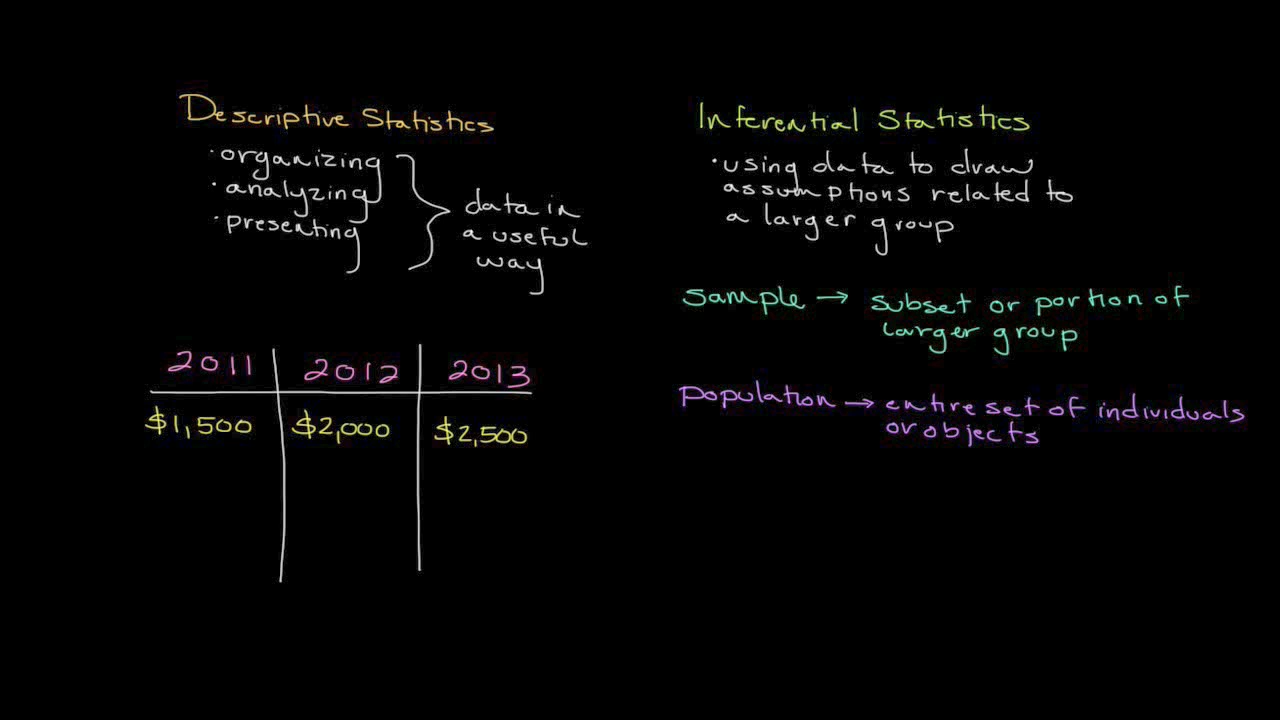 Descriptive Statistics
· organizing
· analyzing
· presenting
data in
a useful
way
2011 2012 2013
$1,500 $2,000 $2,500
Inferential Statistics
· using data to draw
assumptions related to
a larger group
Sample → subset or portion of
larger group
population → entire set of individuals
or objects